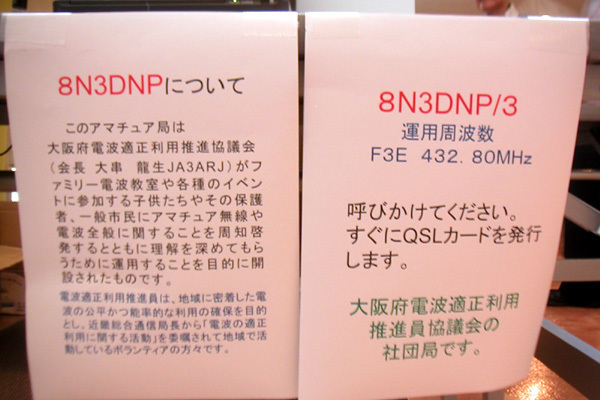 8N3DNPについて
このアマチュア局は
大阪府電波適正利用推進協議会
（会長 大串 龍生JA3ARJ）がフ
ァミリー電波教室や各種のイベン
トに参加する子供たちやその保護
者、一般市民にアマチュア無線や
電波全般に関することを周知啓
発するとともに理解を深めてもら
うために運用することを目的に開
設されたものです。
電波適正利用推進員は、地域に密着した電
波の公平かつ能率的な利用の確保を目的
とし、近畿総合通信局長から「電波の適正
利用に関する活動」を委嘱されて地域で活
動しているボランティアの方々です。
8N3DNP/3
運用周波数
F3E 432.80MHz
呼びかけてください。
すぐにQSLカードを発行
します。
大阪府電波適正利用
推進員協議会の
社団局です。